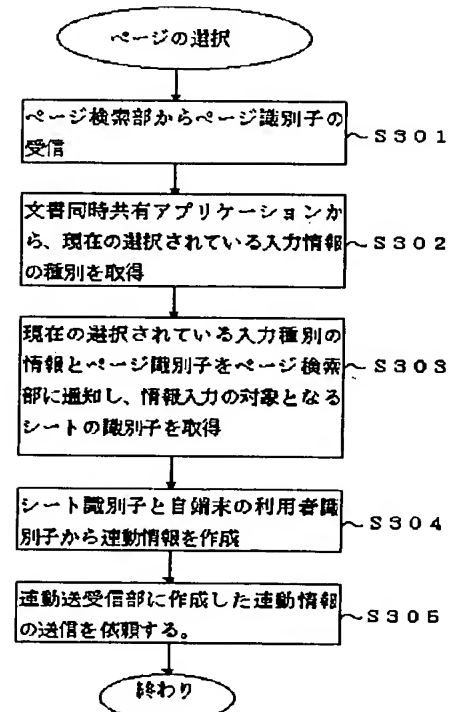 ページの選択
ページ検索部からページ識別子の
受信
S301
文書同時共有アプリケーションか
ら、現在の選択されている入力情報
の種別を取得
S302
現在の選択されている入力種別の
情報とページ識別子をページ検索
部に通知し、情報入力の対象となる
シートの識別子を取得
S303
シート識別子と自端末の利用者識
別子から連動情報を作成
S304
連動送受信部に作成した連動情報
の送信を依頼する。
S305
終わり